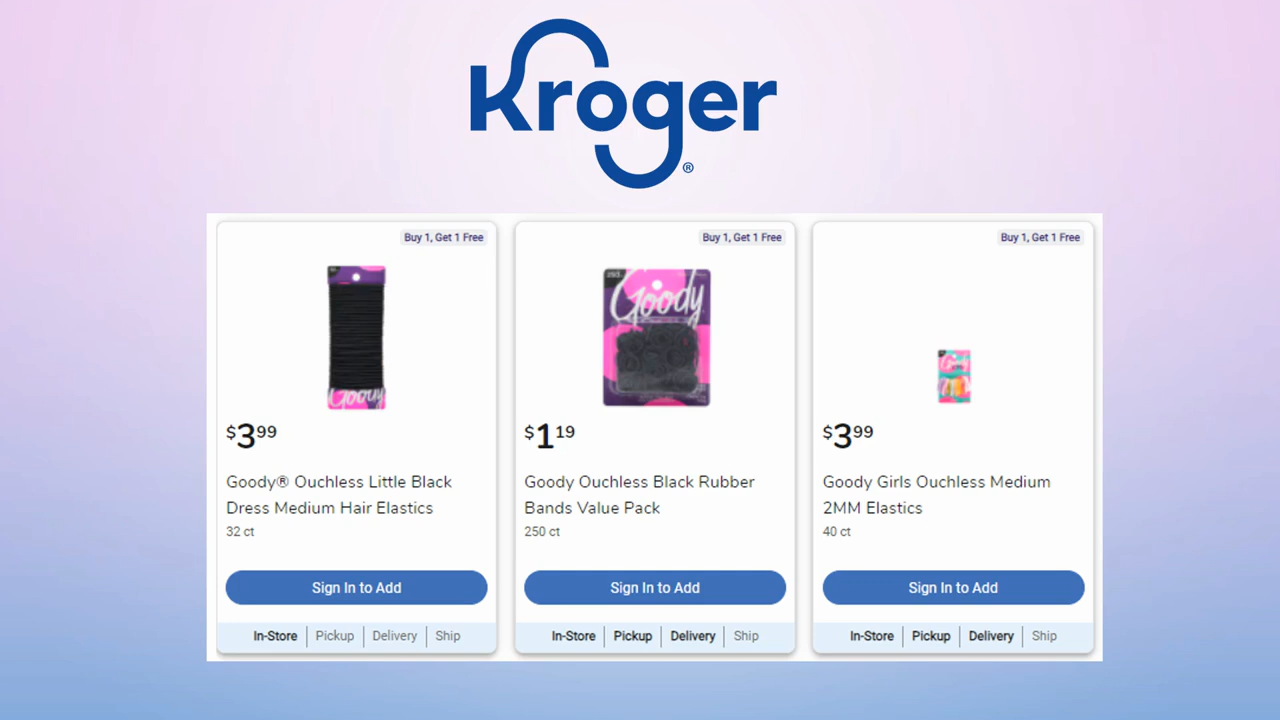 Kroger®
Buy 1, Get 1 Free
Goody
$3.99
Goody® Ouchless Little Black
Dress Medium Hair Elastics
32 ct
Sign In to Add
In-Store | Pickup | Delivery | Ship
Buy 1, Get 1 Free
Goody
$1.19
Goody Ouchless Black Rubber
Bands Value Pack
250 ct
Sign In to Add
In-Store | Pickup | Delivery | Ship
Buy 1, Get 1 Free
$3.99
Goody Girls Ouchless Medium
2MM Elastics
40 ct
Sign In to Add
In-Store | Pickup | Delivery | Ship